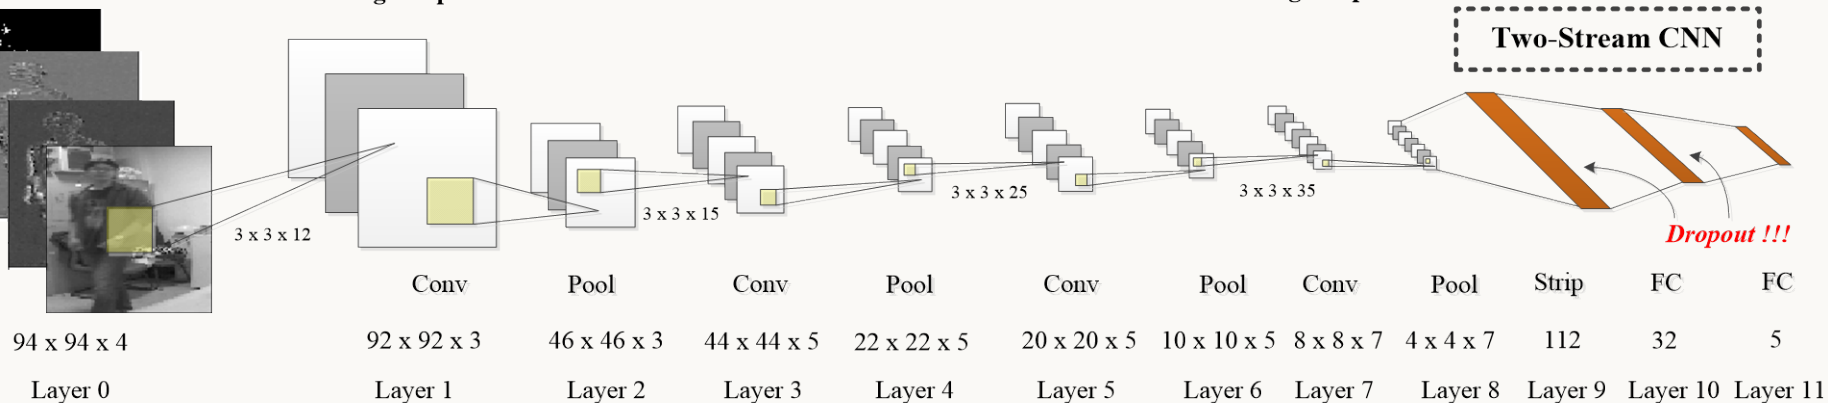 Two-Stream CNN
3 x 3 x 12
3 x 3 x 15
3 x 3 x 25
3 x 3 x 35
Dropout !!!
Conv Pool Conv Pool Conv Pool Conv Pool Strip FC FC
94 x 94 x 4 92 x 92 x 3 46 x 46 x 3 44 x 44 x 5 22 x 22 x 5 20 x 20 x 5 10 x 10 x 5 8 x 8 x 7 4 x 4 x 7 112 32 5
Layer 0 Layer 1 Layer 2 Layer 3 Layer 4 Layer 5 Layer 6 Layer 7 Layer 8 Layer 9 Layer 10 Layer 11